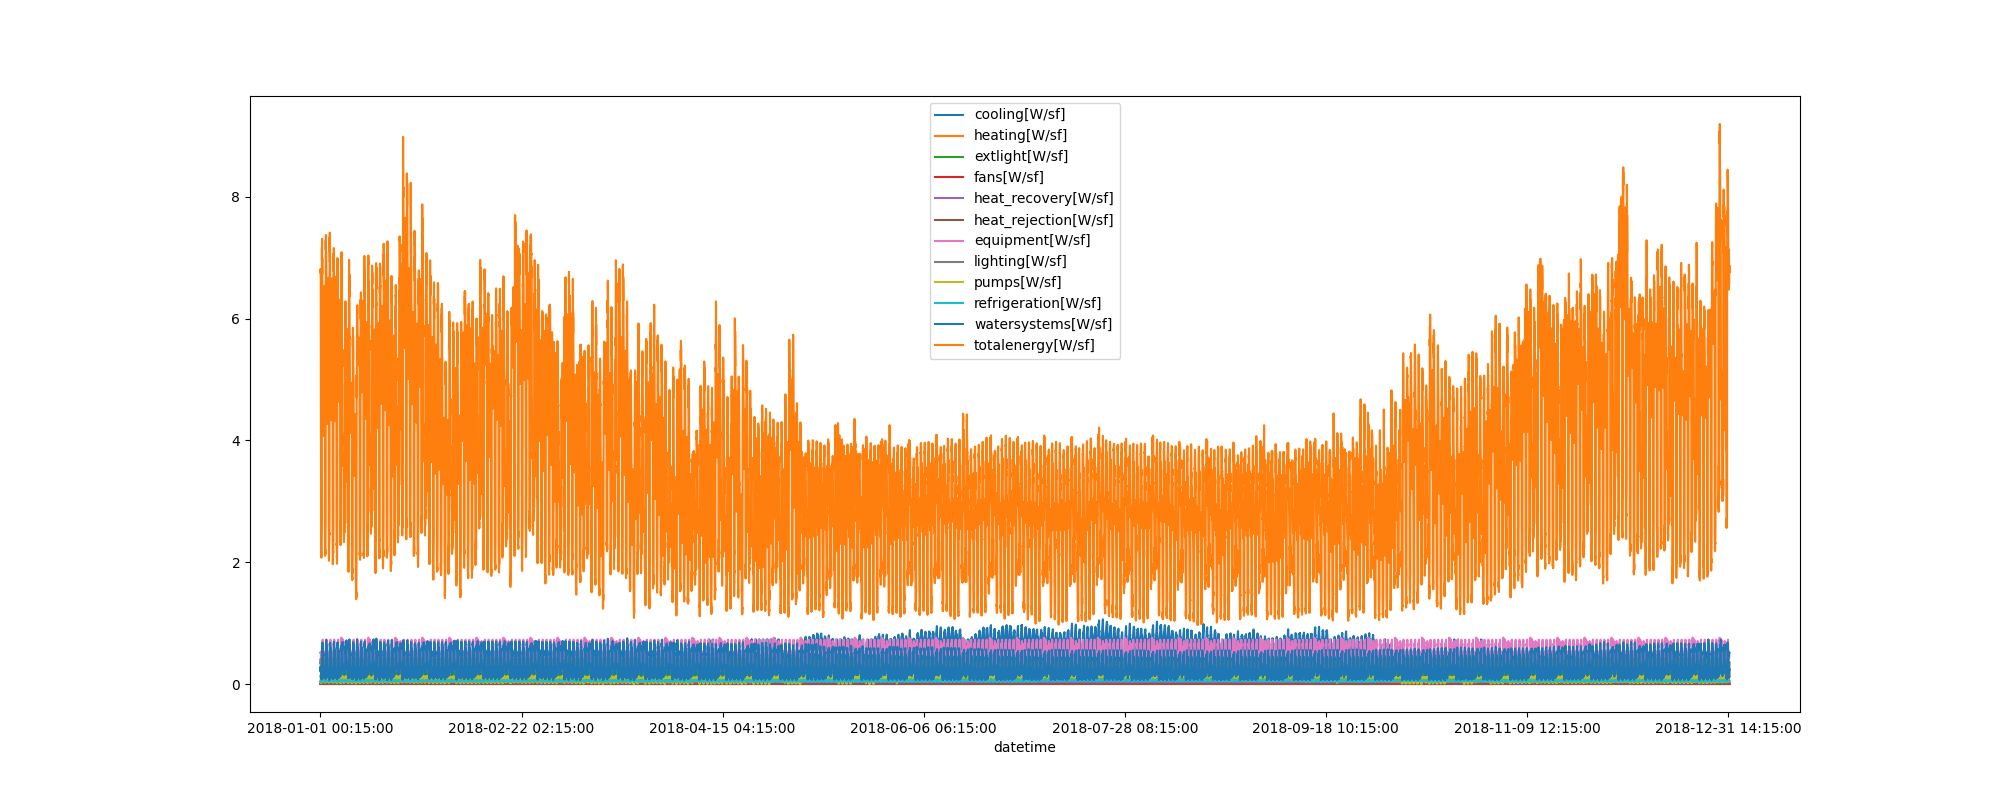 cooling[W/sf]
heating[W/sf]
extlight[W/sf]
fans[W/sf]
heat_recovery[W/sf]
heat_rejection[W/sf]
equipment[W/sf]
lighting[W/sf]
pumps[W/sf]
refrigeration[W/sf]
watersystems[W/sf]
totalenergy[W/sf]
8
6
4
2
0
2018-01-01 00:15:00 2018-02-22 02:15:00 2018-04-15 04:15:00 2018-06-06 06:15:00 2018-07-28 08:15:00 2018-09-18 10:15:00 2018-11-09 12:15:00 2018-12-31 14:15:00
datetime